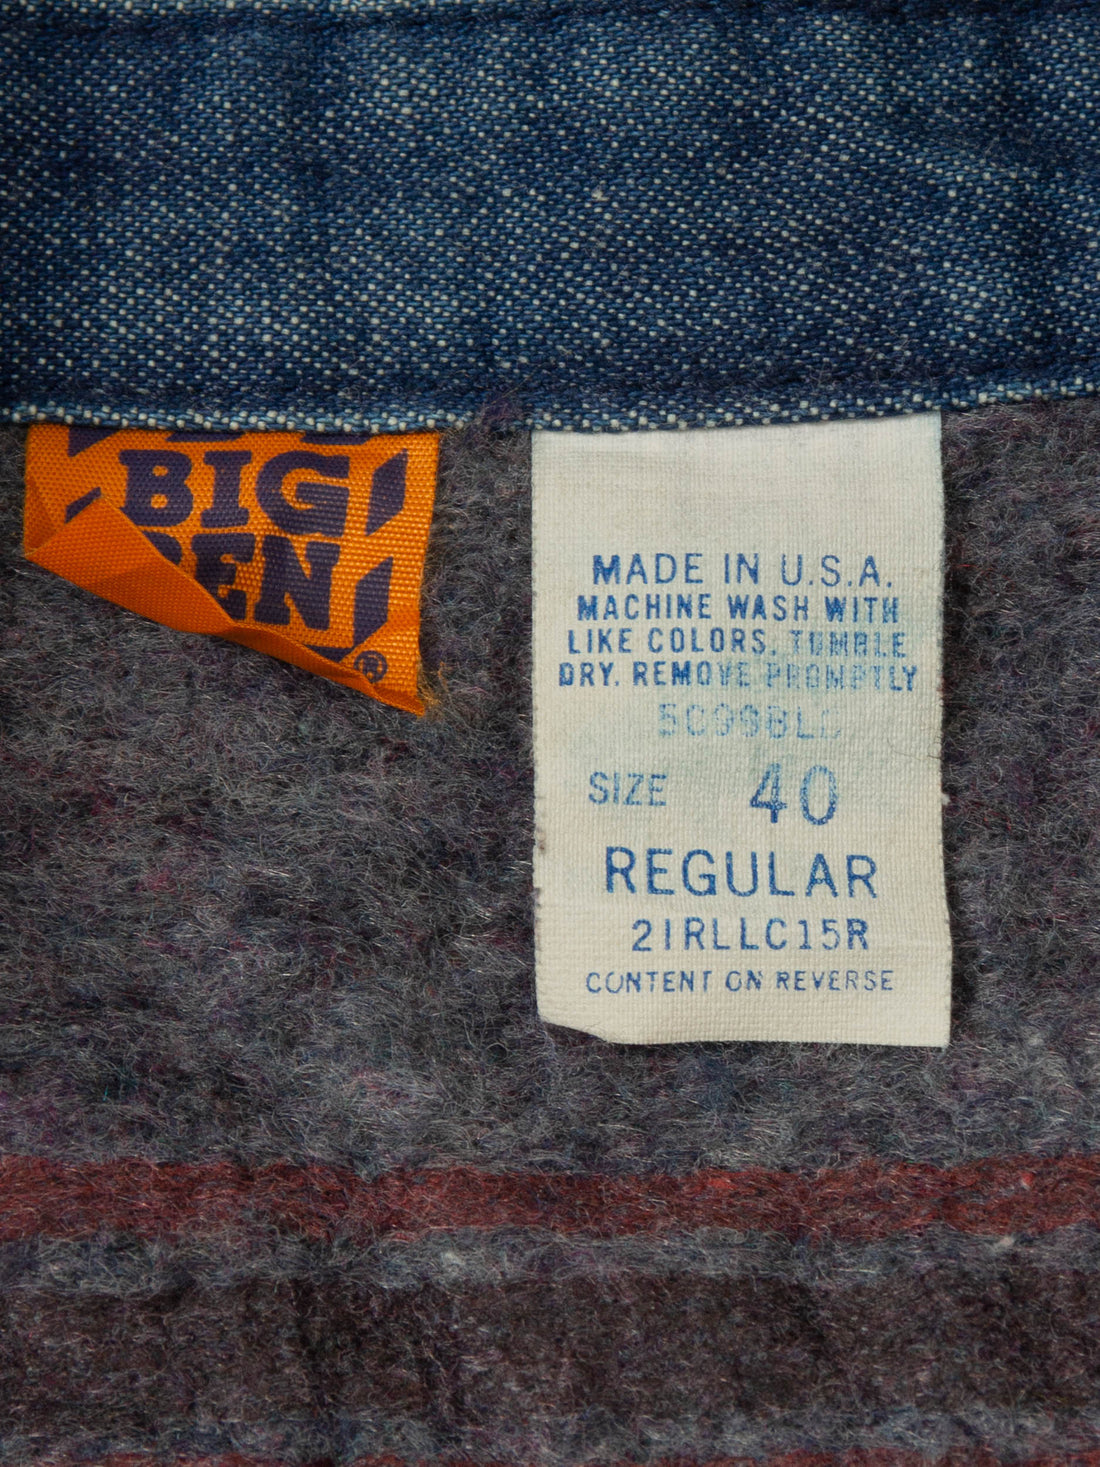 BIG
BEN
®
MADE IN U.S.A.
MACHINE WASH WITH
LIKE COLORS. TUMBLE
DRY. REMOVE PROMPTLY
SIZE 40
REGULAR
21RLLC15R
CONTENT ON REVERSE